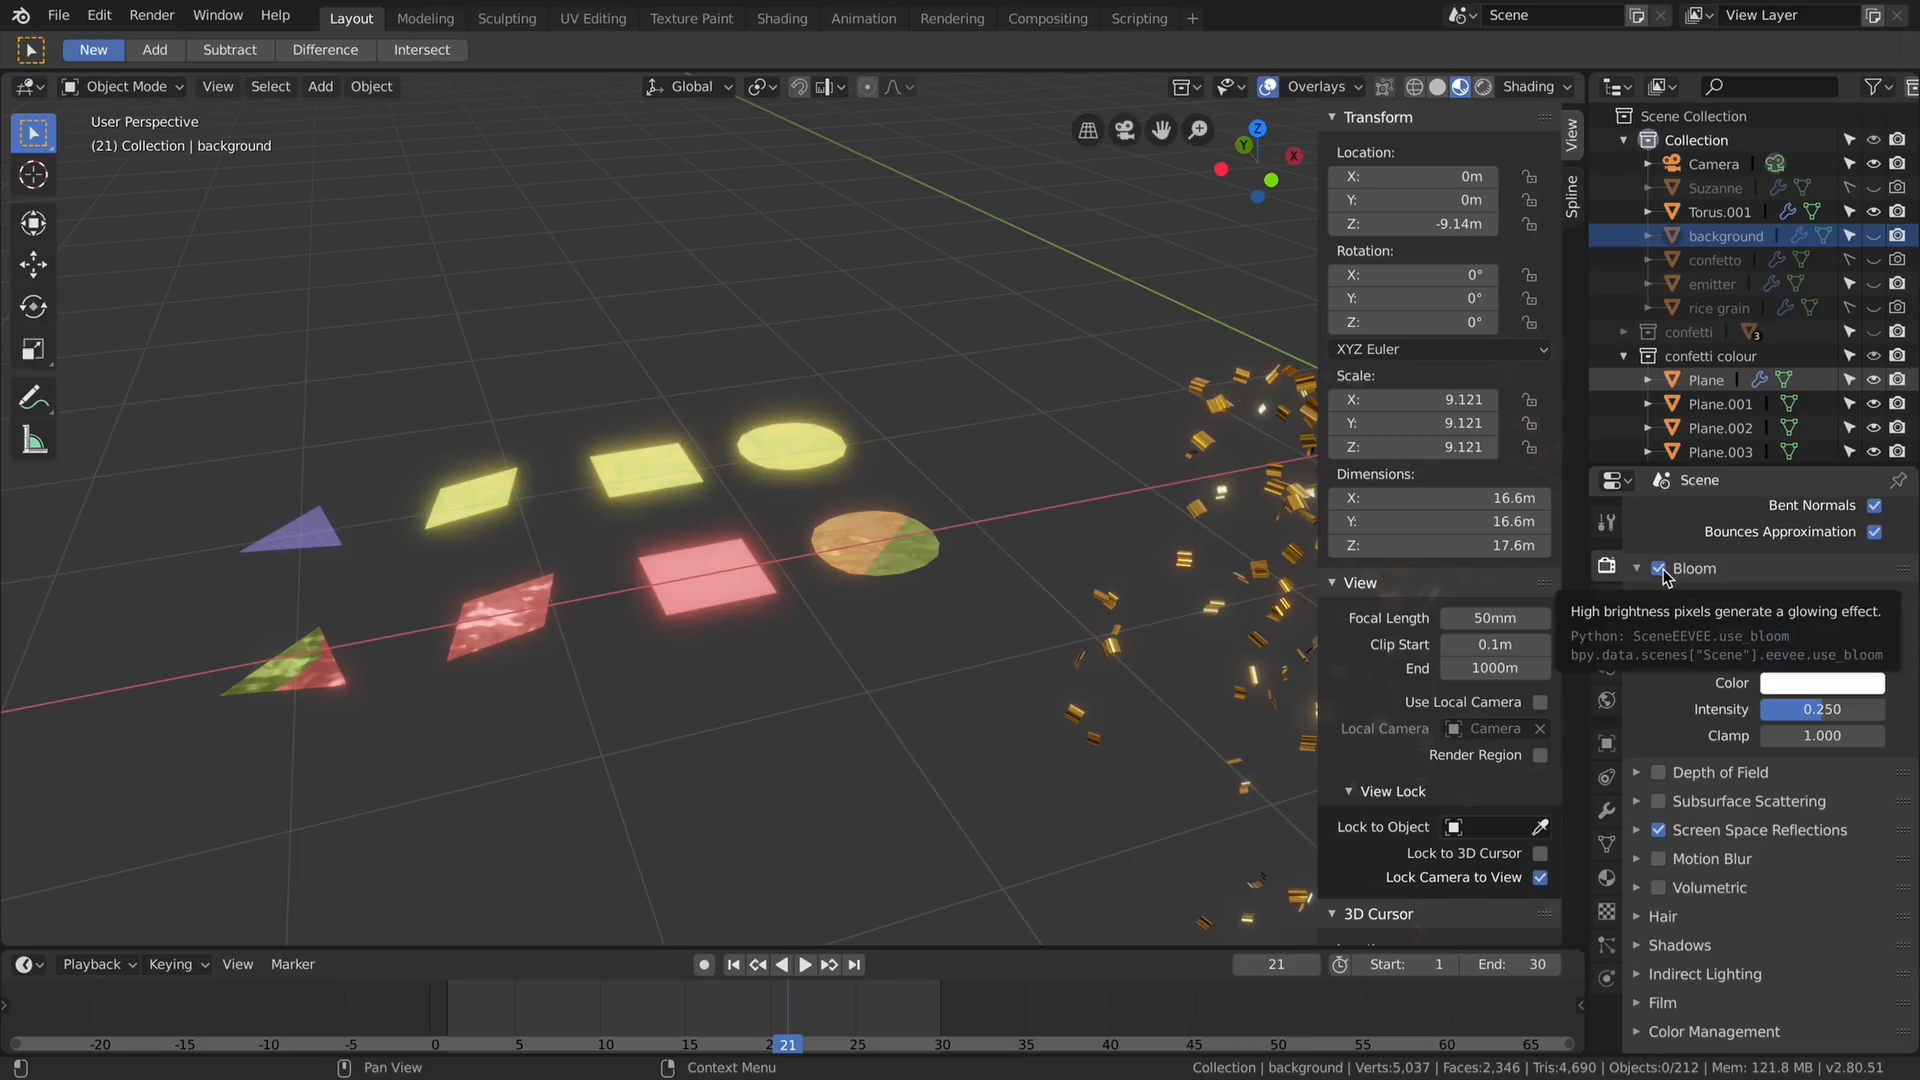 File Edit Render Window Help Layout Modeling Sculpting UV Editing Texture Paint Shading Animation Rendering Compositing Scripting + Scene View Layer
New Add Subtract Difference Intersect
Object Mode View Select Add Object Global Overlays Shading
User Perspective
(21) Collection | background
Z
Y
X
Transform
Location:
X: 0m
Y: 0m
Z: -9.14m
Rotation:
X: 0°
Y: 0°
Z: 0°
XYZ Euler
Scale:
X: 9.121
Y: 9.121
Z: 9.121
Dimensions:
X: 16.6m
Y: 16.6m
Z: 17.6m
View
Focal Length 50mm
Clip Start 0.1m
End 1000m
Use Local Camera
Local Camera Camera
Render Region
View Lock
Lock to Object
Lock to 3D Cursor
Lock Camera to View
3D Cursor
View
Spline
Scene Collection
Collection
Camera
Suzanne
Torus.001
background
confetto
emitter
rice grain
confetti 3
confetti colour
Plane
Plane.001
Plane.002
Plane.003
Scene
Bent Normals
Bounces Approximation
Bloom
High brightness pixels generate a glowing effect.
Python: SceneEEVEE.use_bloom
bpy.data.scenes["Scene"].eevee.use_bloom
Color
Intensity 0.250
Clamp 1.000
Depth of Field
Subsurface Scattering
Screen Space Reflections
Motion Blur
Volumetric
Hair
Shadows
Indirect Lighting
Film
Color Management
Playback Keying View Marker 21 Start: 1 End: 30
-20 -15 -10 -5 0 5 10 15 2 21 25 30 35 40 45 50 55 60 65
Pan View Context Menu Collection | background | Verts:5,037 | Faces:2,346 | Tris:4,690 | Objects:0/212 | Mem: 121.8 MB | v2.80.51